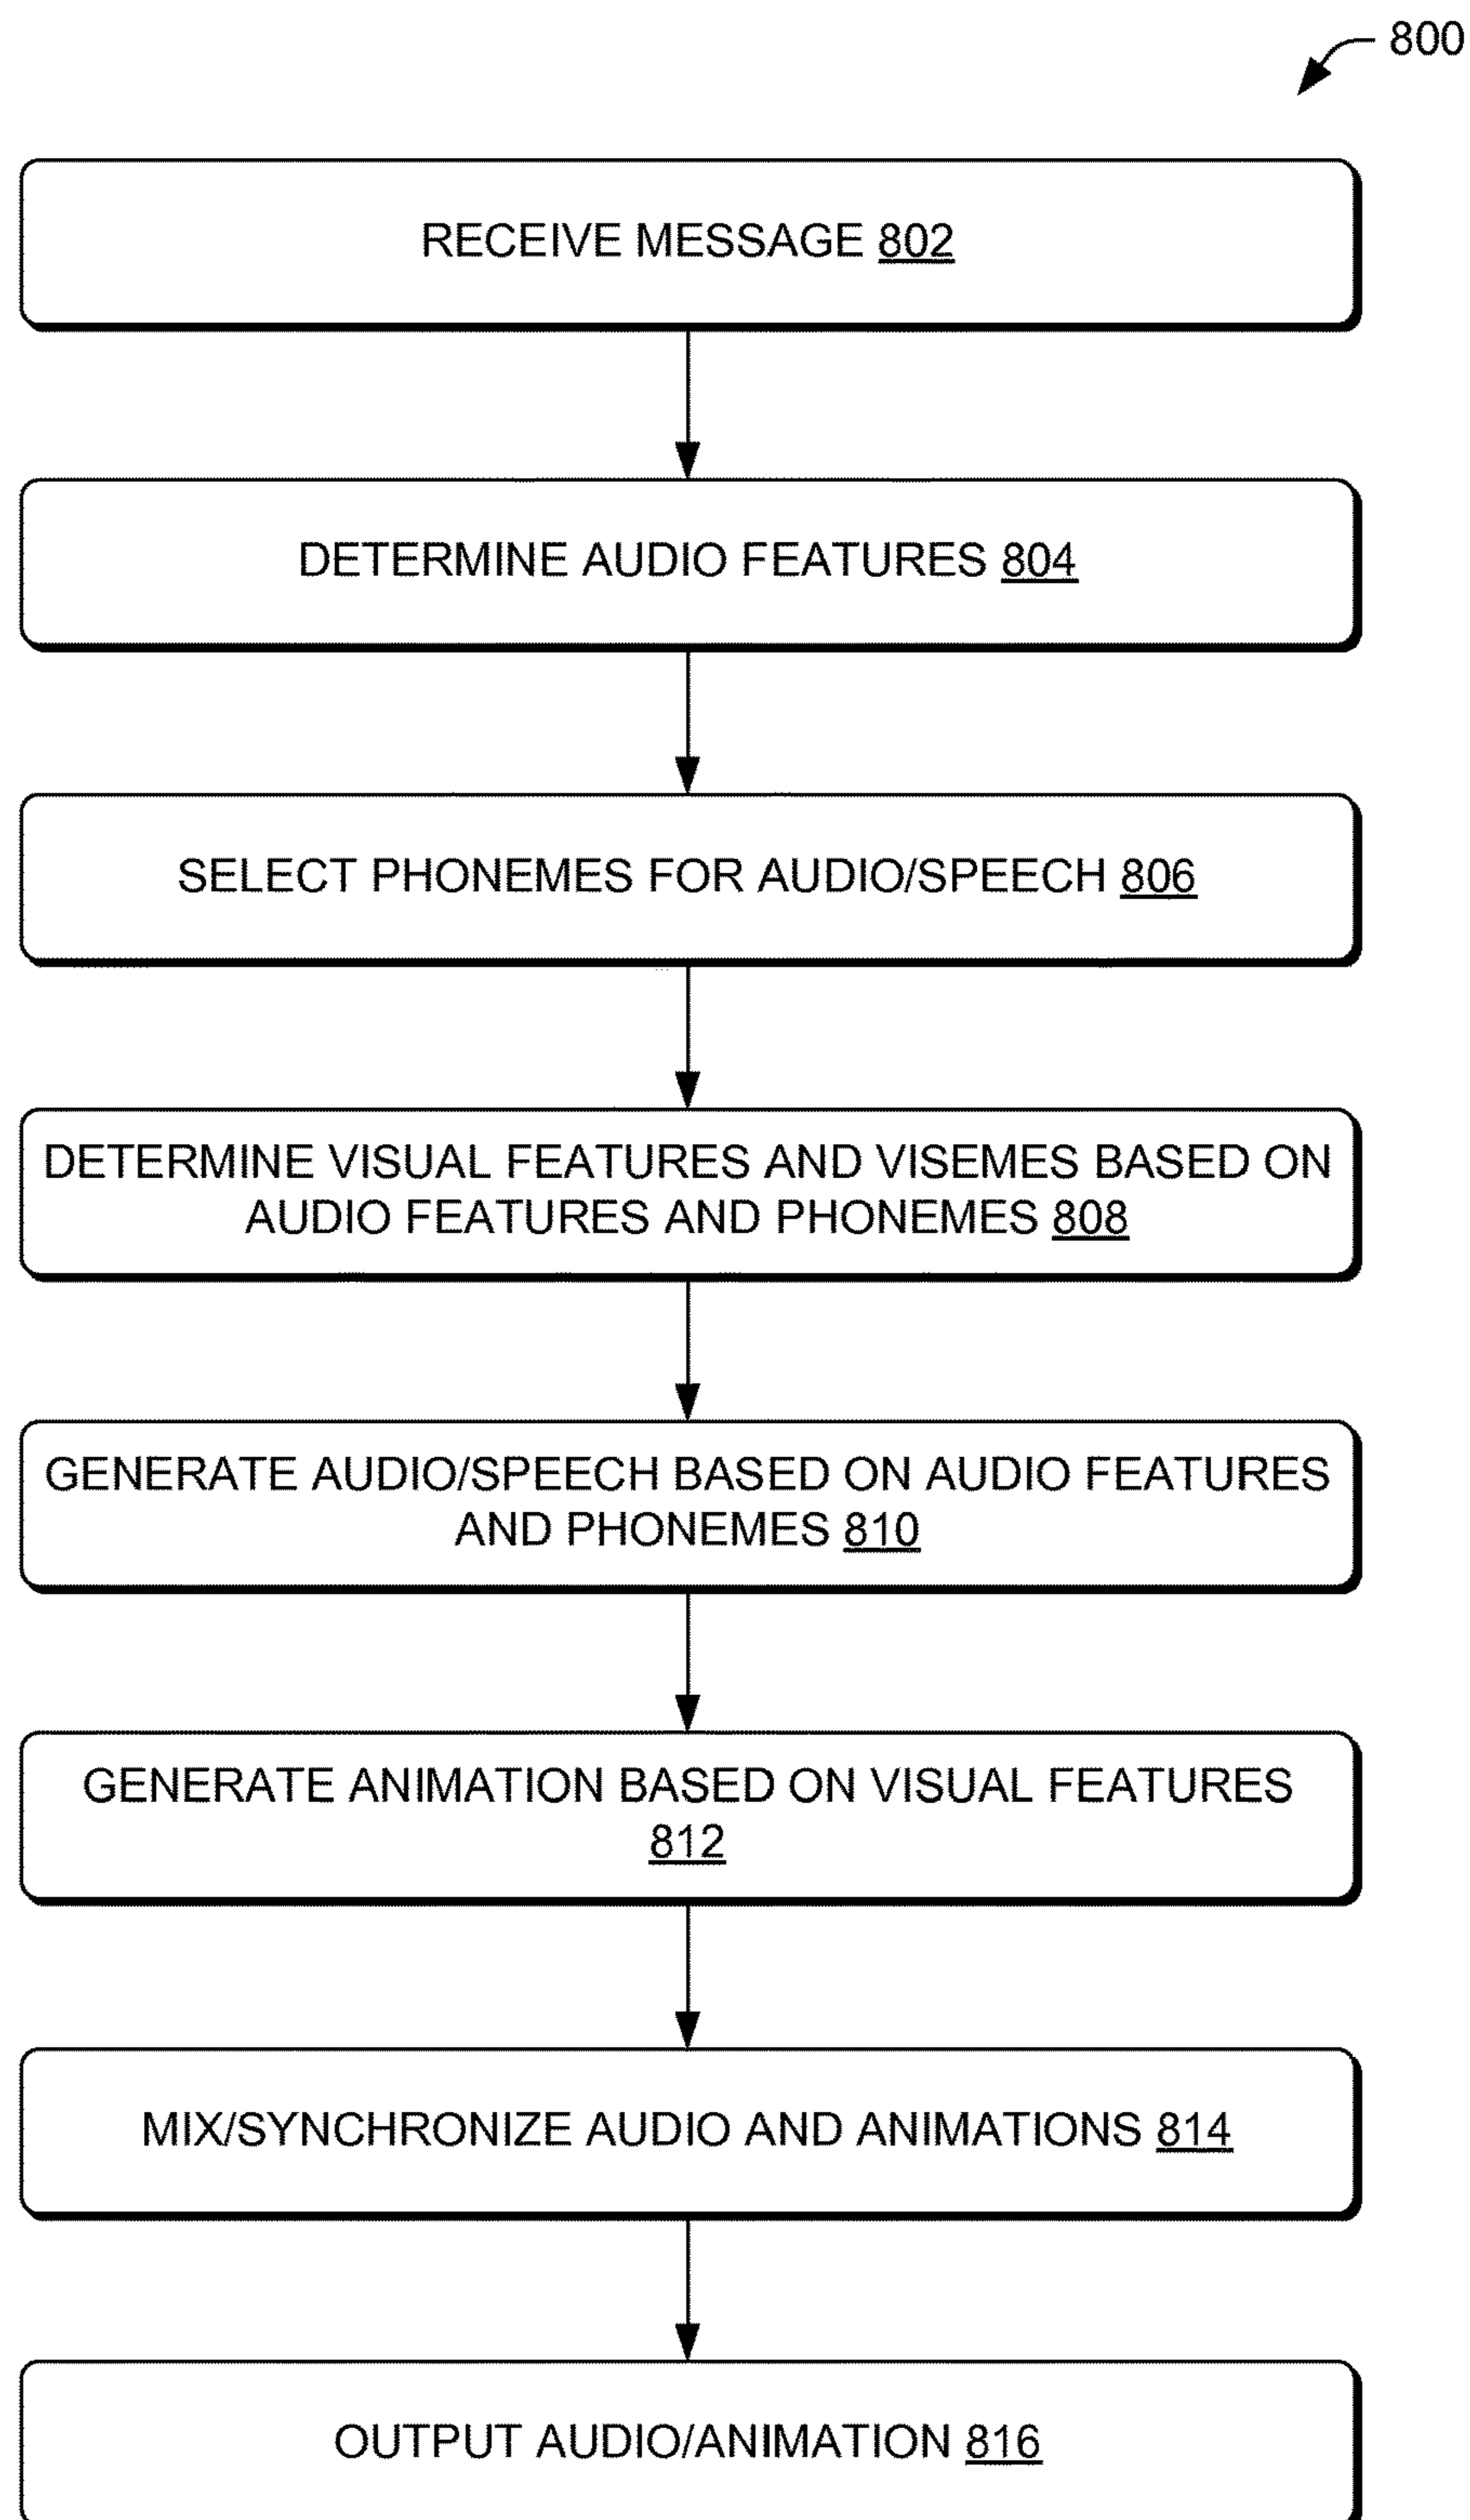 800
RECEIVE MESSAGE 802
DETERMINE AUDIO FEATURES 804
SELECT PHONEMES FOR AUDIO/SPEECH 806
DETERMINE VISUAL FEATURES AND VISEMES BASED ON
AUDIO FEATURES AND PHONEMES 808
GENERATE AUDIO/SPEECH BASED ON AUDIO FEATURES
AND PHONEMES 810
GENERATE ANIMATION BASED ON VISUAL FEATURES
812
MIX/SYNCHRONIZE AUDIO AND ANIMATIONS 814
OUTPUT AUDIO/ANIMATION 816